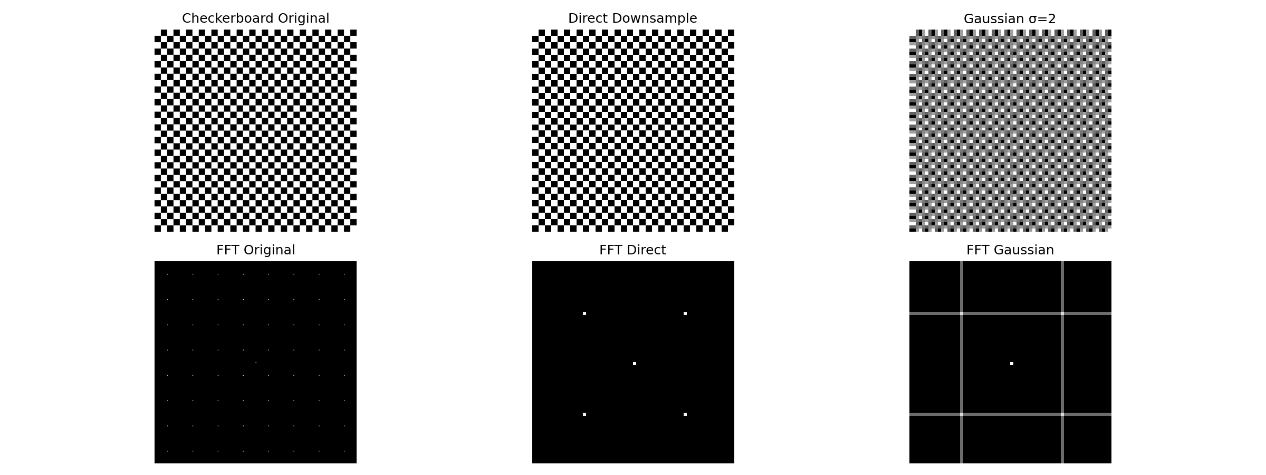 Checkerboard Original
Direct Downsample
Gaussian σ=2
FFT Original
FFT Direct
FFT Gaussian